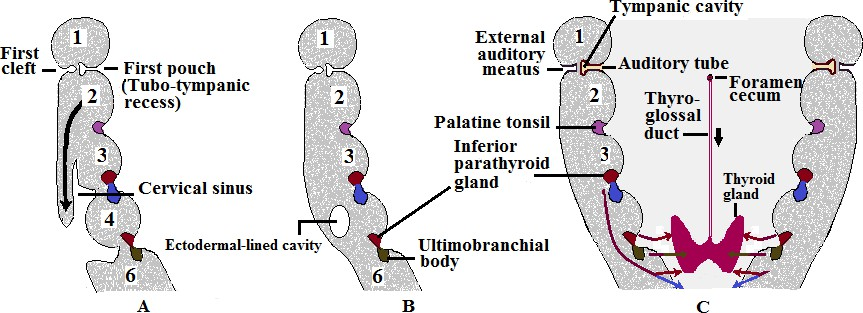 1
First
cleft
First pouch
(Tubo-tympanic
recess)
2
3
Cervical sinus
4
6
A
1
2
3
Palatine tonsil
Inferior
parathyroid
gland
Ectodermal-lined cavity
Ultimobranchial
body
6
B
Tympanic cavity
External
auditory
meatus
1
Auditory tube
2
Foramen
cecum
Thyro-
glossal
duct
3
Thyroid
gland
C